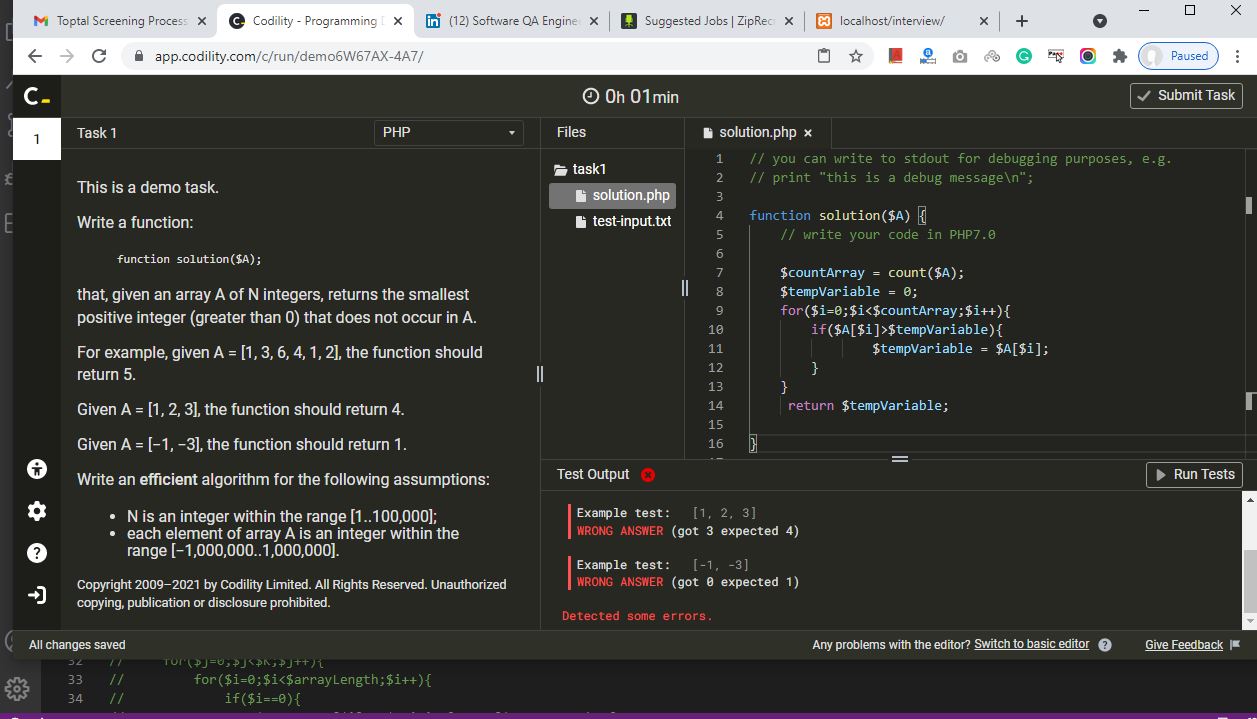 Toptal Screening Process
Codility - Programming
(12) Software QA Engine
Suggested Jobs | ZipRec
localhost/interview/
app.codility.com/c/run/demo6W67AX-4A7/
Paused
0h 01min
Submit Task
1
Task 1
PHP
This is a demo task.
Write a function:
function solution($A);
that, given an array A of N integers, returns the smallest
positive integer (greater than 0) that does not occur in A.
For example, given A = [1, 3, 6, 4, 1, 2], the function should
return 5.
Given A = [1, 2, 3], the function should return 4.
Given A = [−1, −3], the function should return 1.
Write an efficient algorithm for the following assumptions:
• N is an integer within the range [1..100,000];
• each element of array A is an integer within the
range [−1,000,000..1,000,000].
Copyright 2009–2021 by Codility Limited. All Rights Reserved. Unauthorized
copying, publication or disclosure prohibited.
Files
task1
solution.php
test-input.txt
solution.php
1 // you can write to stdout for debugging purposes, e.g.
2 // print "this is a debug message\n";
3
4 function solution($A) {
5 // write your code in PHP7.0
6
7 $countArray = count($A);
8 $tempVariable = 0;
9 for($i=0;$i<$countArray;$i++){
10 if($A[$i]>$tempVariable){
11 $tempVariable = $A[$i];
12 }
13 }
14 return $tempVariable;
15
16 }
Test Output
Run Tests
Example test: [1, 2, 3]
WRONG ANSWER (got 3 expected 4)
Example test: [-1, -3]
WRONG ANSWER (got 0 expected 1)
Detected some errors.
All changes saved
Any problems with the editor? Switch to basic editor
Give Feedback
32 // for($j=0;$j<$k;$j++){
33 // for($i=0;$i<$arrayLength;$i++){
34 // if($i==0){